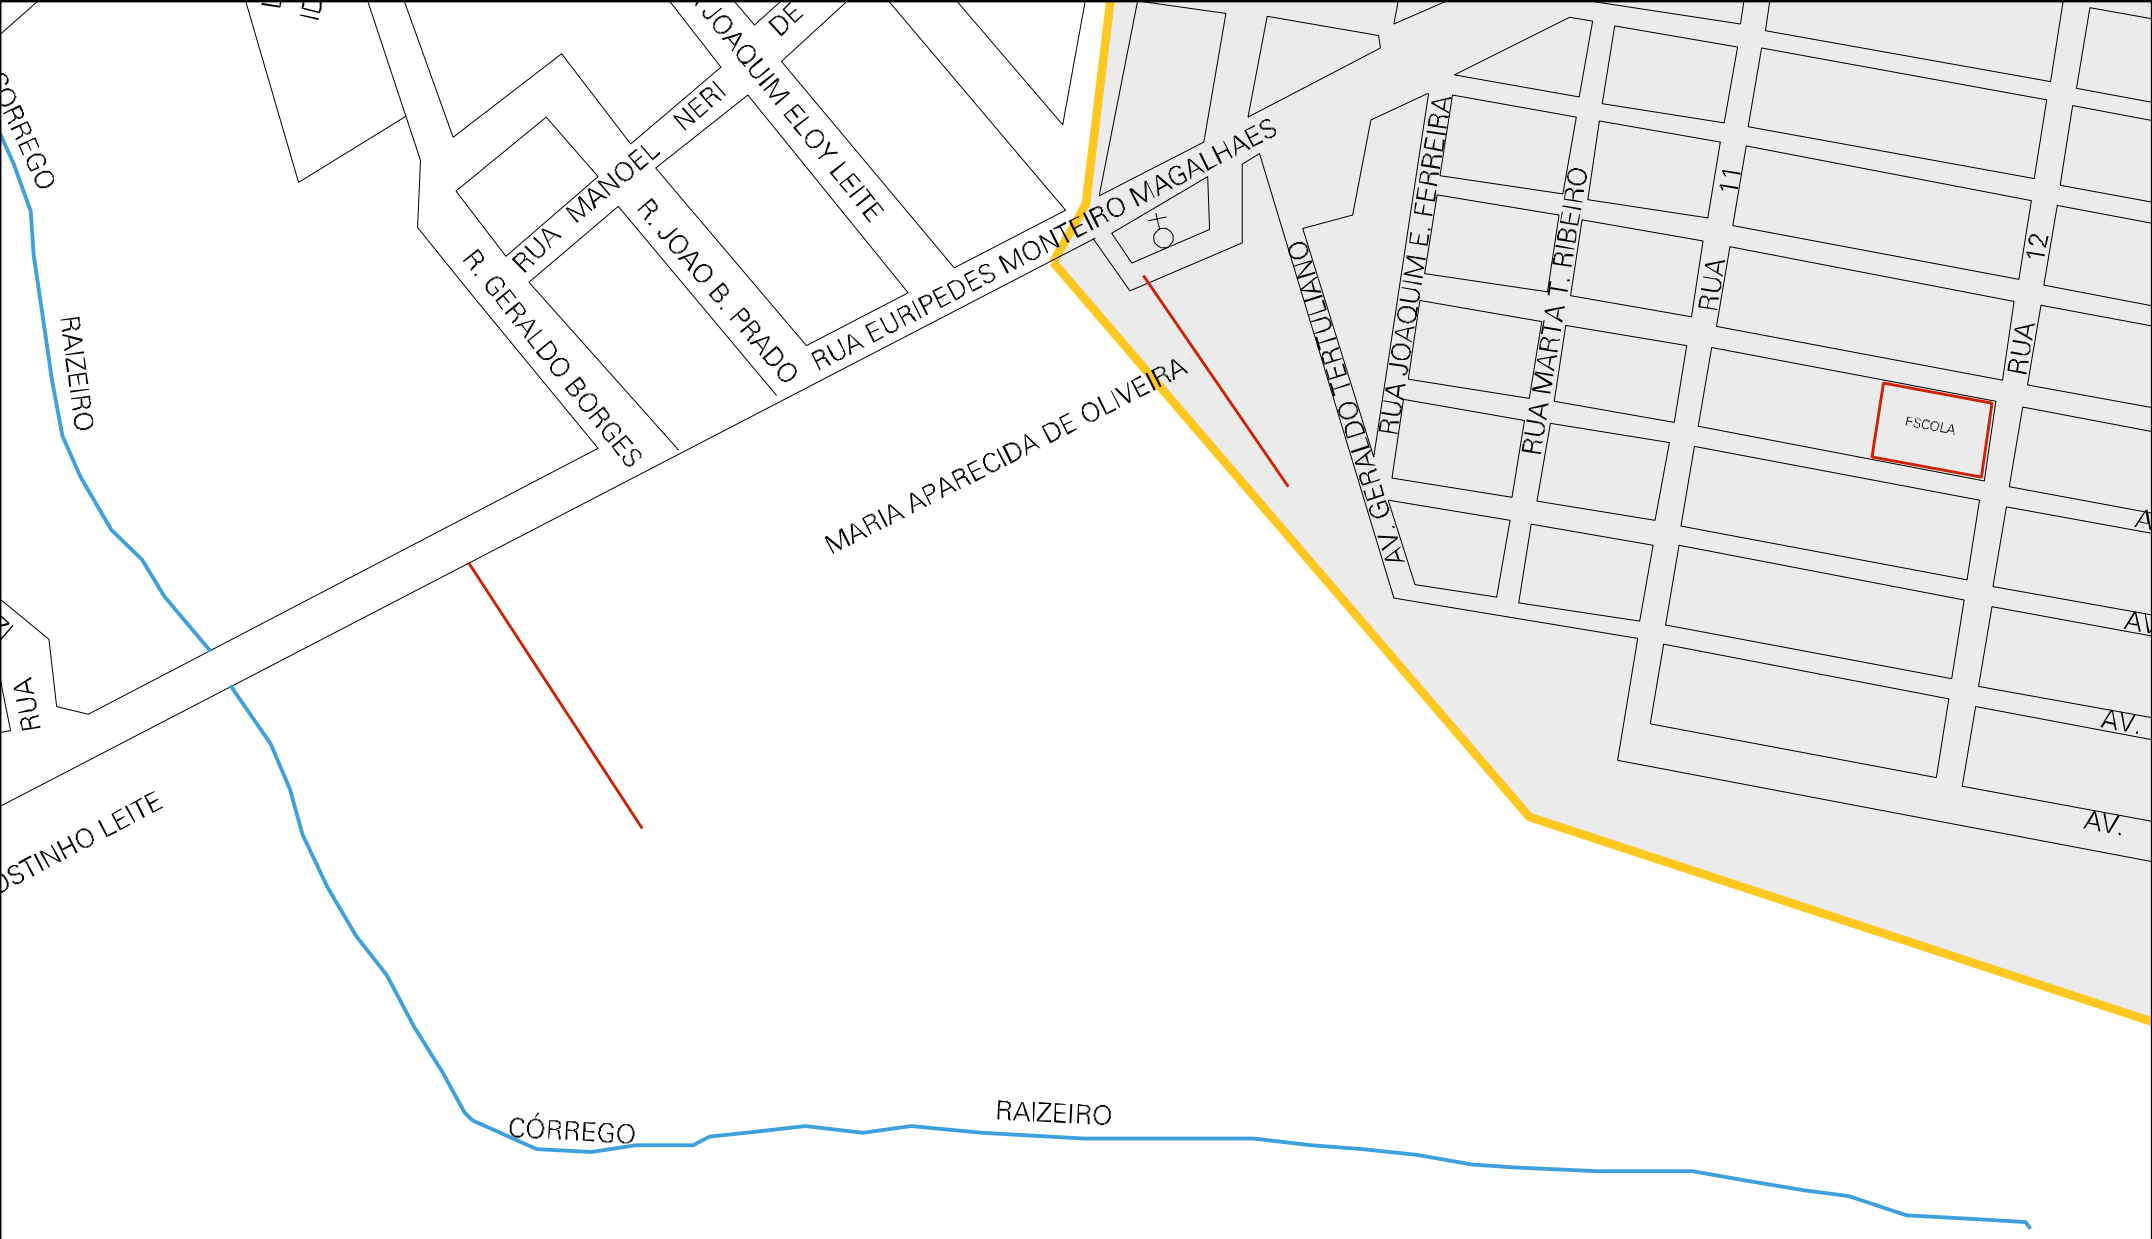 CORREGO
RAIZEIRO
JOAQUIM ELOY LEITE
DE
RUA MANOEL NERI
R. JOAO B. PRADO
R. GERALDO BORGES
RUA EURIPEDES MONTEIRO MAGALHAES
MARIA APARECIDA DE OLIVEIRA
AV. GERALDO TERTULIANO
RUA JOAQUIM E. FERREIRA
RUA MARTA T. RIBEIRO
RUA 11
RUA 12
ESCOLA
AV.
AV.
RUA
OSTINHO LEITE
CÓRREGO RAIZEIRO